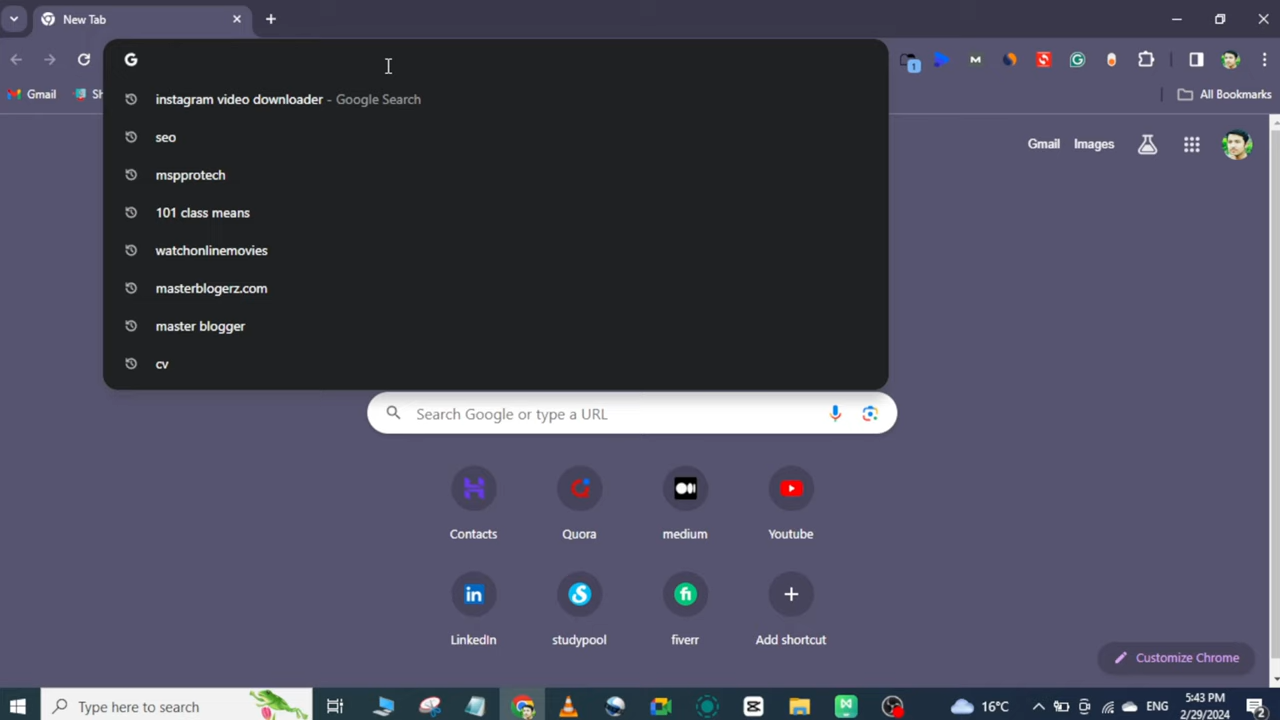 New Tab
instagram video downloader - Google Search
Gmail
Sh
All Bookmarks
seo
Gmail Images
mspprotech
101 class means
watchonlinemovies
masterblogerz.com
master blogger
cv
Search Google or type a URL
Contacts Quora medium Youtube
LinkedIn studypool fiverr Add shortcut
Customize Chrome
Type here to search
16°C
ENG
5:43 PM
2/29/2024
2